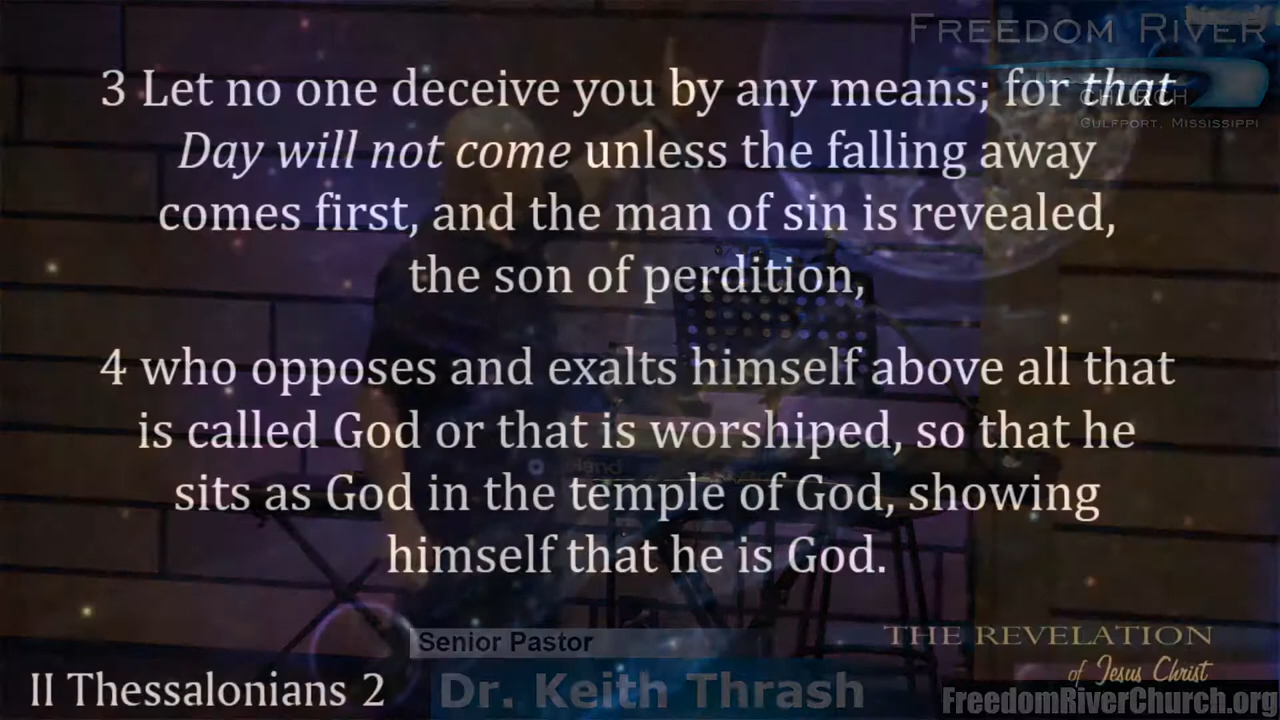 FREEDOM RIVER
CHURCH
GULFPORT, MISSISSIPPI
3 Let no one deceive you by any means; for that
Day will not come unless the falling away
comes first, and the man of sin is revealed,
the son of perdition,
4 who opposes and exalts himself above all that
is called God or that is worshiped, so that he
sits as God in the temple of God, showing
himself that he is God.
Senior Pastor
Dr. Keith Thrash
II Thessalonians 2
THE REVELATION
of Jesus Christ
FreedomRiverChurch.org